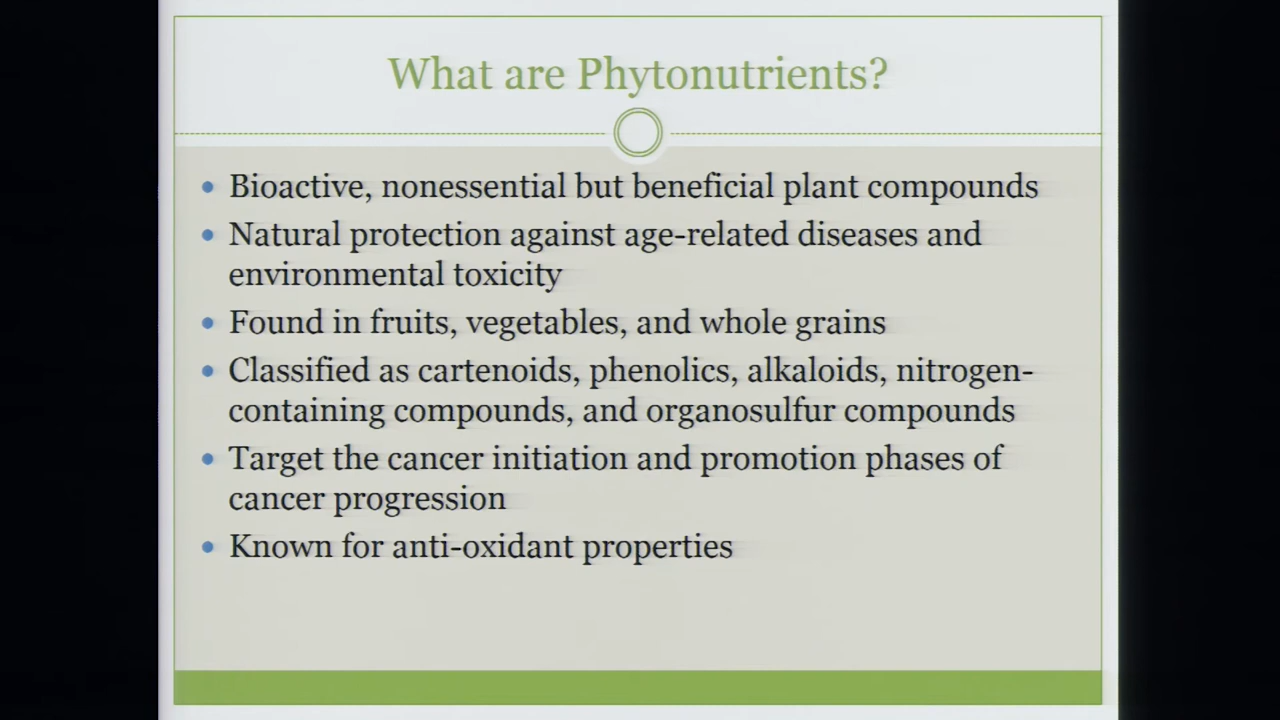 What are Phytonutrients?
• Bioactive, nonessential but beneficial plant compounds
• Natural protection against age-related diseases and
environmental toxicity
• Found in fruits, vegetables, and whole grains
• Classified as cartenoids, phenolics, alkaloids, nitrogen-
containing compounds, and organosulfur compounds
• Target the cancer initiation and promotion phases of
cancer progression
• Known for anti-oxidant properties